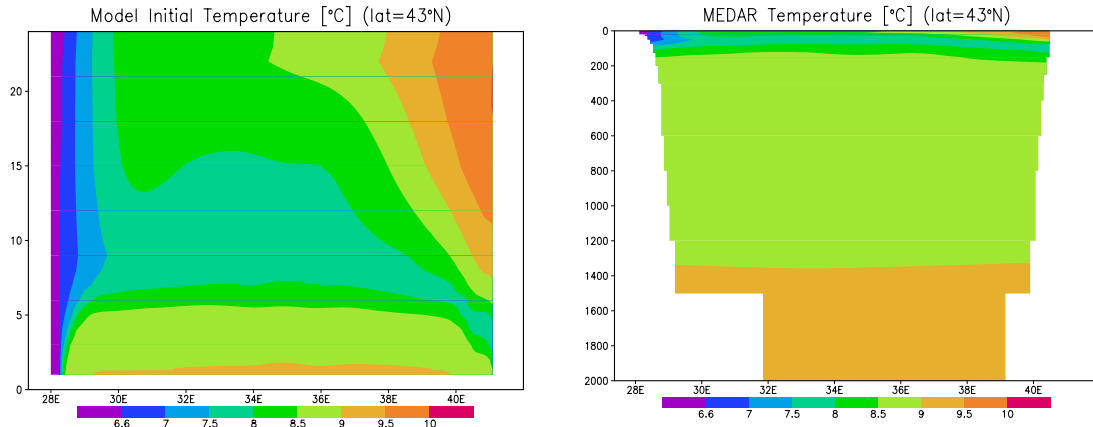 Model Initial Temperature [°C] (lat=43°N)
20
15
10
5
0
28E 30E 32E 34E 36E 38E 40E
6.6 7 7.5 8 8.5 9 9.5 10
MEDAR Temperature [°C] (lat=43°N)
0
200
400
600
800
1000
1200
1400
1600
1800
2000
28E 30E 32E 34E 36E 38E 40E
6.6 7 7.5 8 8.5 9 9.5 10